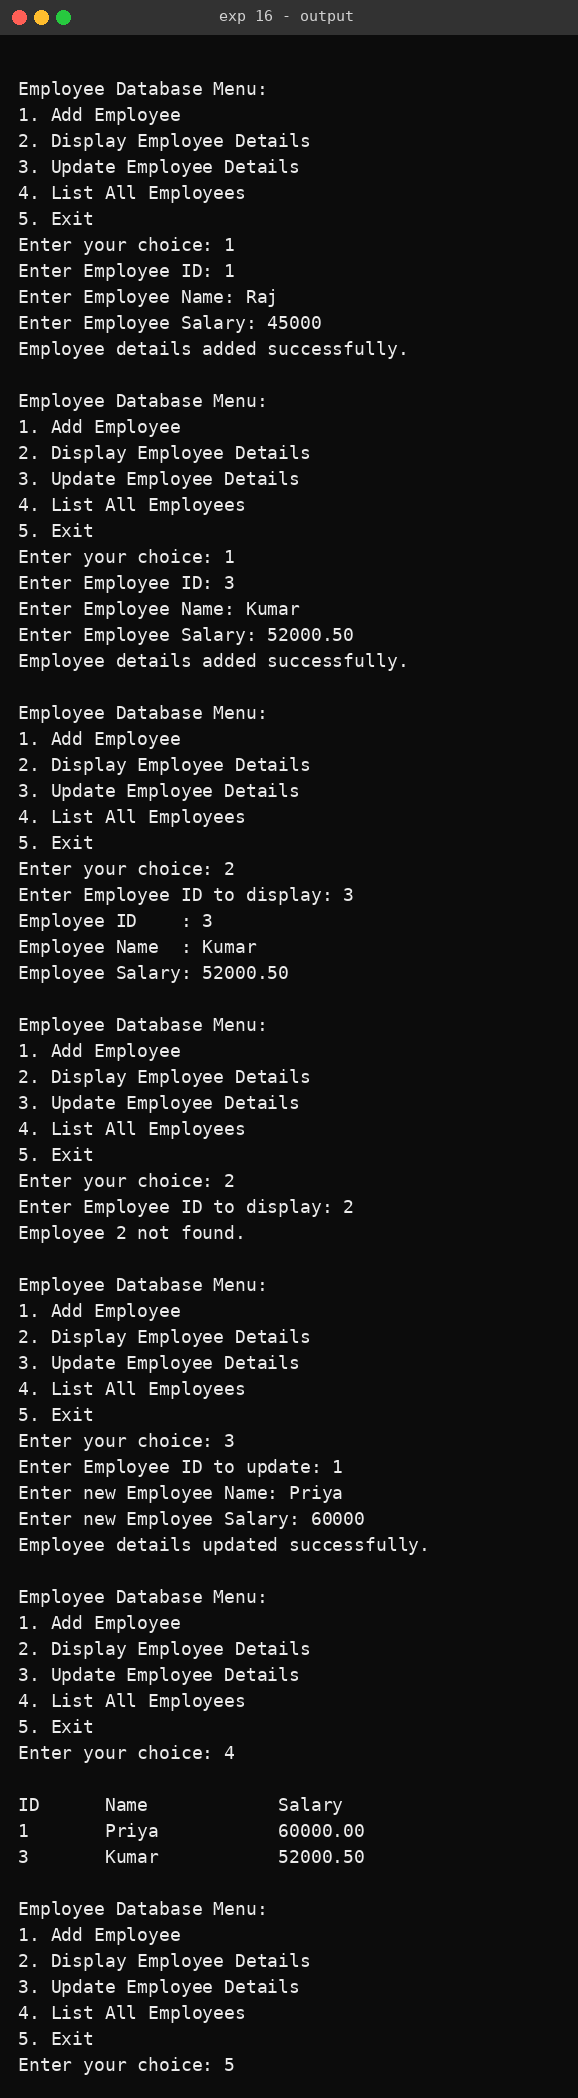 exp 16 - output
Employee Database Menu:
1. Add Employee
2. Display Employee Details
3. Update Employee Details
4. List All Employees
5. Exit
Enter your choice: 1
Enter Employee ID: 1
Enter Employee Name: Raj
Enter Employee Salary: 45000
Employee details added successfully.

Employee Database Menu:
1. Add Employee
2. Display Employee Details
3. Update Employee Details
4. List All Employees
5. Exit
Enter your choice: 1
Enter Employee ID: 3
Enter Employee Name: Kumar
Enter Employee Salary: 52000.50
Employee details added successfully.

Employee Database Menu:
1. Add Employee
2. Display Employee Details
3. Update Employee Details
4. List All Employees
5. Exit
Enter your choice: 2
Enter Employee ID to display: 3
Employee ID    : 3
Employee Name  : Kumar
Employee Salary: 52000.50

Employee Database Menu:
1. Add Employee
2. Display Employee Details
3. Update Employee Details
4. List All Employees
5. Exit
Enter your choice: 2
Enter Employee ID to display: 2
Employee 2 not found.

Employee Database Menu:
1. Add Employee
2. Display Employee Details
3. Update Employee Details
4. List All Employees
5. Exit
Enter your choice: 3
Enter Employee ID to update: 1
Enter new Employee Name: Priya
Enter new Employee Salary: 60000
Employee details updated successfully.

Employee Database Menu:
1. Add Employee
2. Display Employee Details
3. Update Employee Details
4. List All Employees
5. Exit
Enter your choice: 4

ID      Name            Salary
1       Priya           60000.00
3       Kumar           52000.50

Employee Database Menu:
1. Add Employee
2. Display Employee Details
3. Update Employee Details
4. List All Employees
5. Exit
Enter your choice: 5